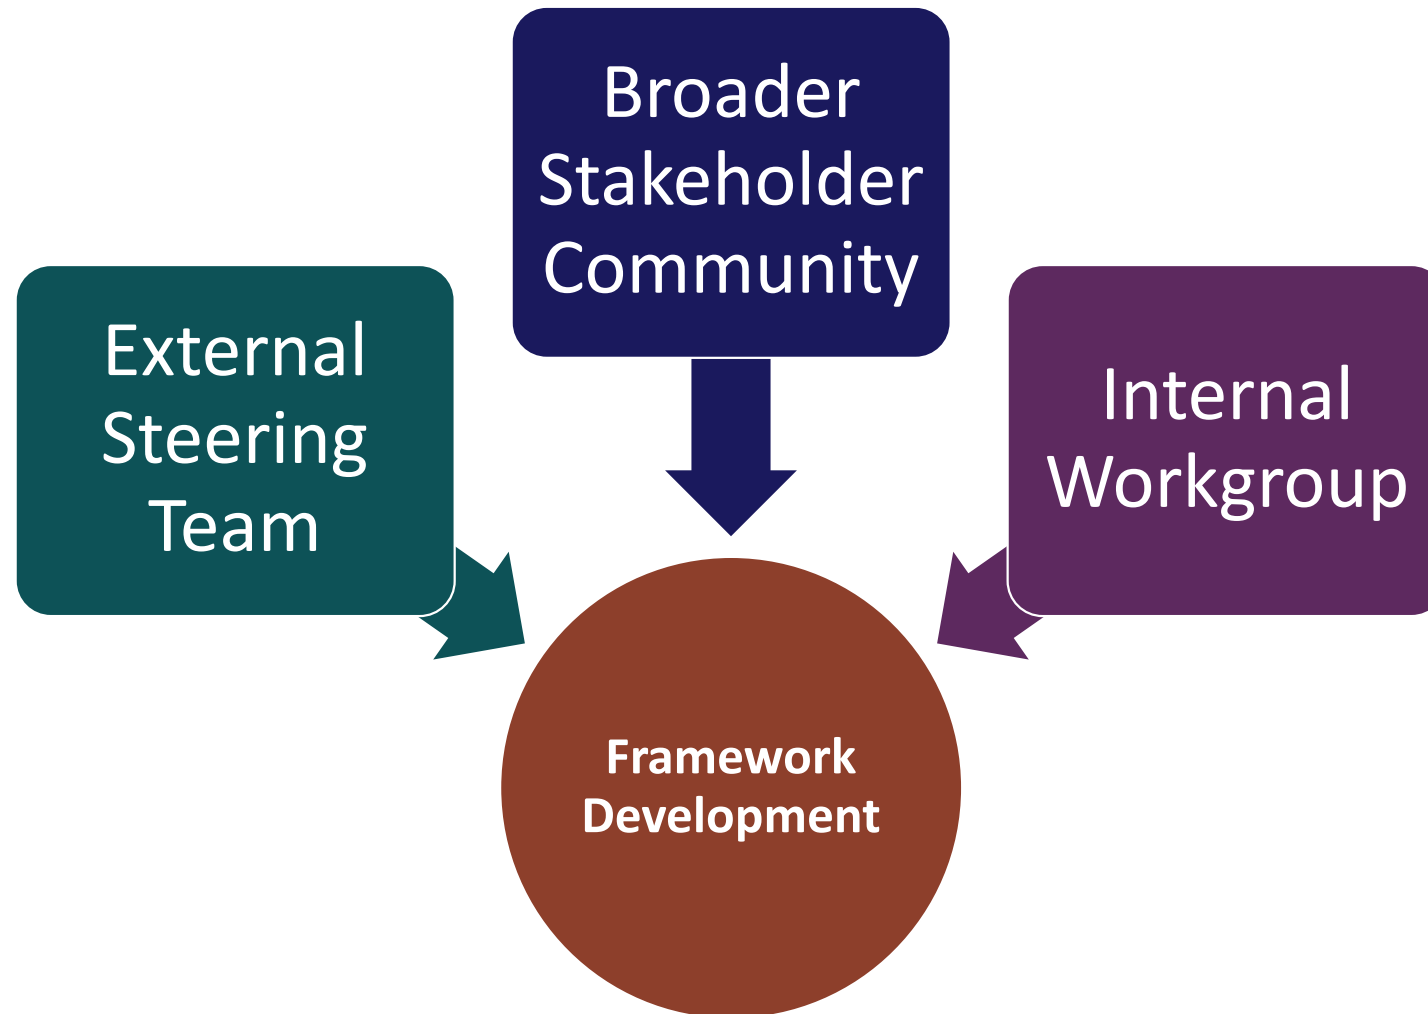 Broader
Stakeholder
Community
External
Steering
Team
Internal
Workgroup
Framework
Development